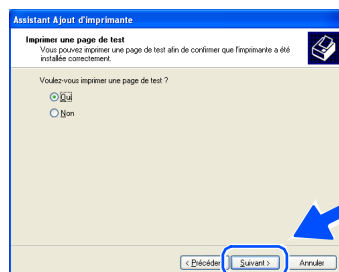 Assistant Ajout d'imprimante
Imprimer une page de test
Vous pouvez imprimer une page de test afin de confirmer que l'imprimante a été
installée correctement.
Voulez-vous imprimer une page de test ?
Oui
Non
< Précédent Suivant > Annuler